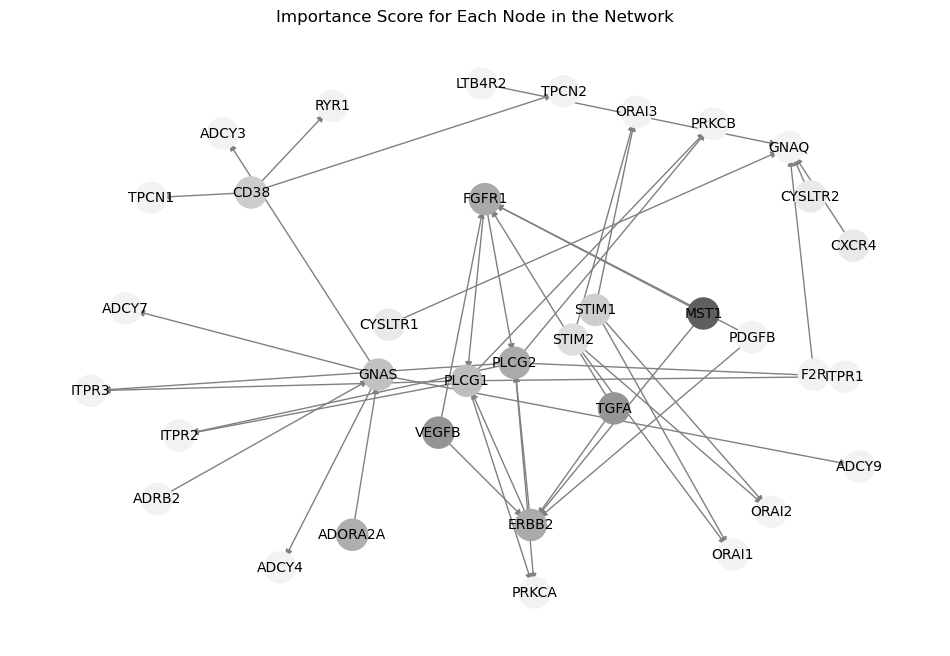 Importance Score for Each Node in the Network
LTB4R2
TPCN2
RYR1
ORAI3
PRKCB
ADCY3
GNAQ
CD38
TPCN1
FGFR1
CYSLTR2
CXCR4
ADCY7
STIM1
MST1
CYSLTR1
STIM2
PDGFB
PLCG2
GNAS
PLCG1
F2R
ITPR1
ITPR3
TGFA
ITPR2
VEGFB
ADCY9
ADRB2
ORAI2
ERBB2
ADORA2A
ORAI1
ADCY4
PRKCA